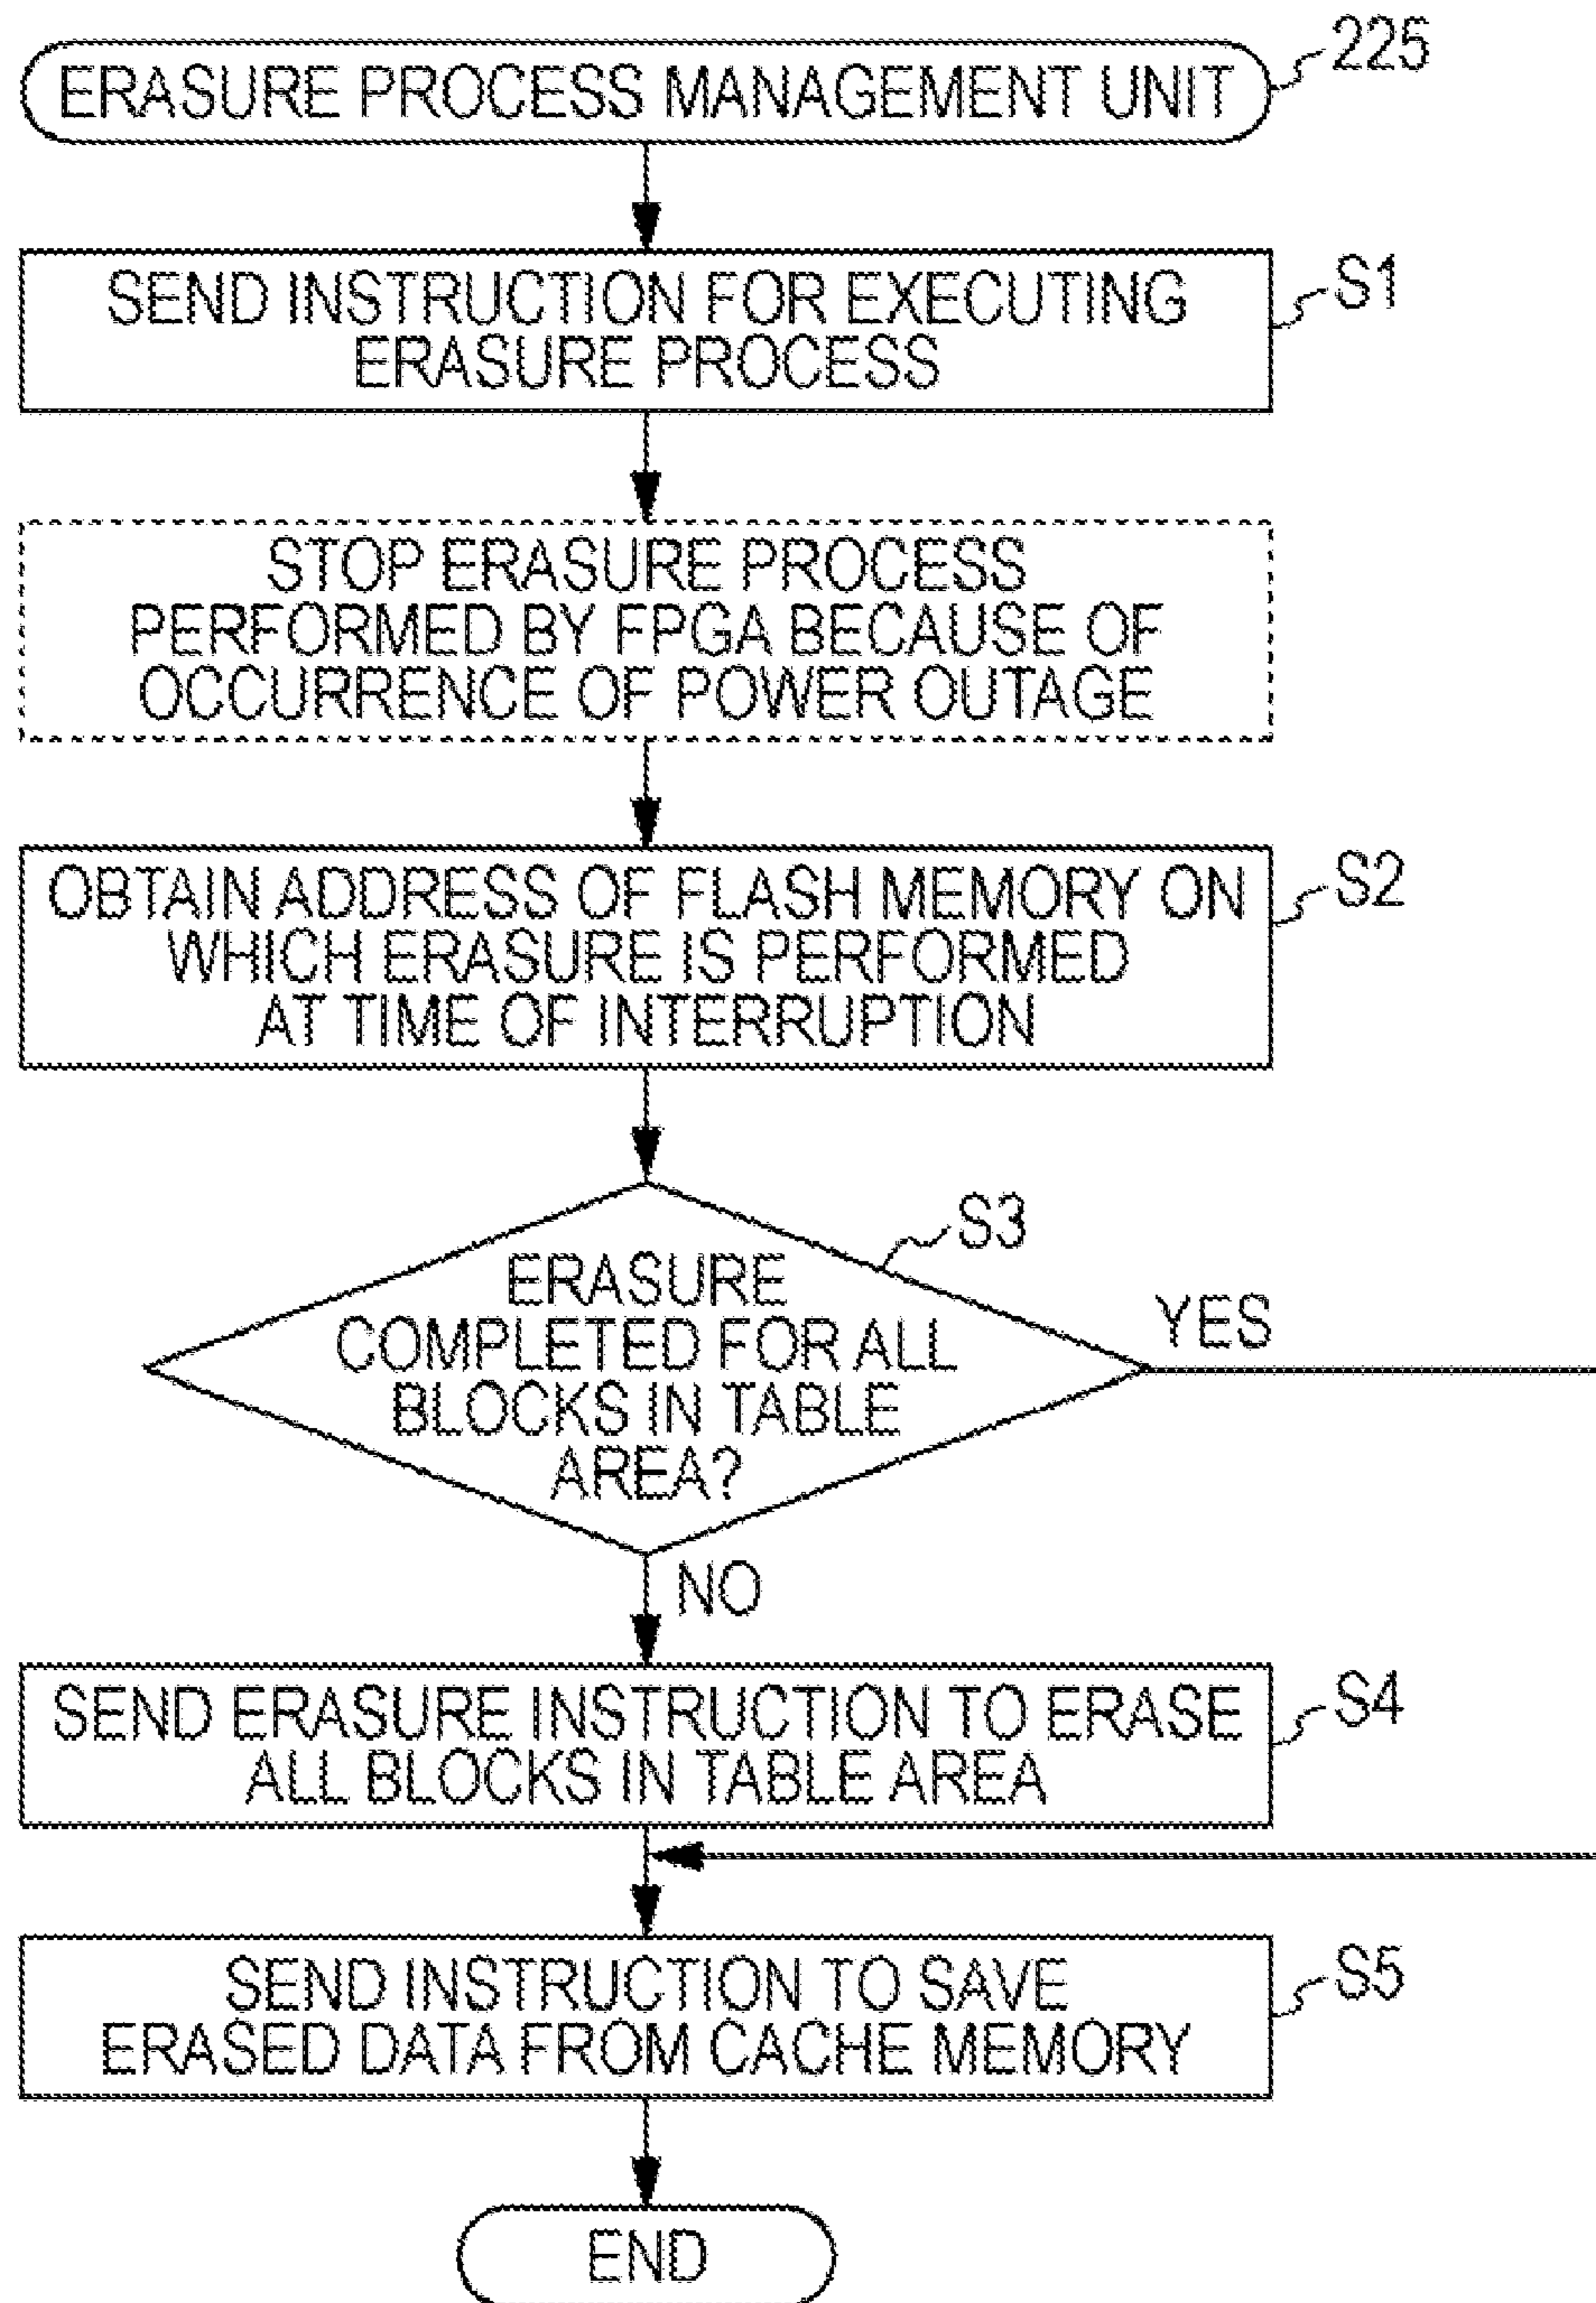 ERASURE PROCESS MANAGEMENT UNIT
225
SEND INSTRUCTION FOR EXECUTING
ERASURE PROCESS
S1
STOP ERASURE PROCESS
PERFORMED BY FPGA BECAUSE OF
OCCURRENCE OF POWER OUTAGE
OBTAIN ADDRESS OF FLASH MEMORY ON
WHICH ERASURE IS PERFORMED
AT TIME OF INTERRUPTION
S2
S3
ERASURE
COMPLETED FOR ALL
BLOCKS IN TABLE
AREA?
YES
NO
SEND ERASURE INSTRUCTION TO ERASE
ALL BLOCKS IN TABLE AREA
S4
SEND INSTRUCTION TO SAVE
ERASED DATA FROM CACHE MEMORY
S5
END